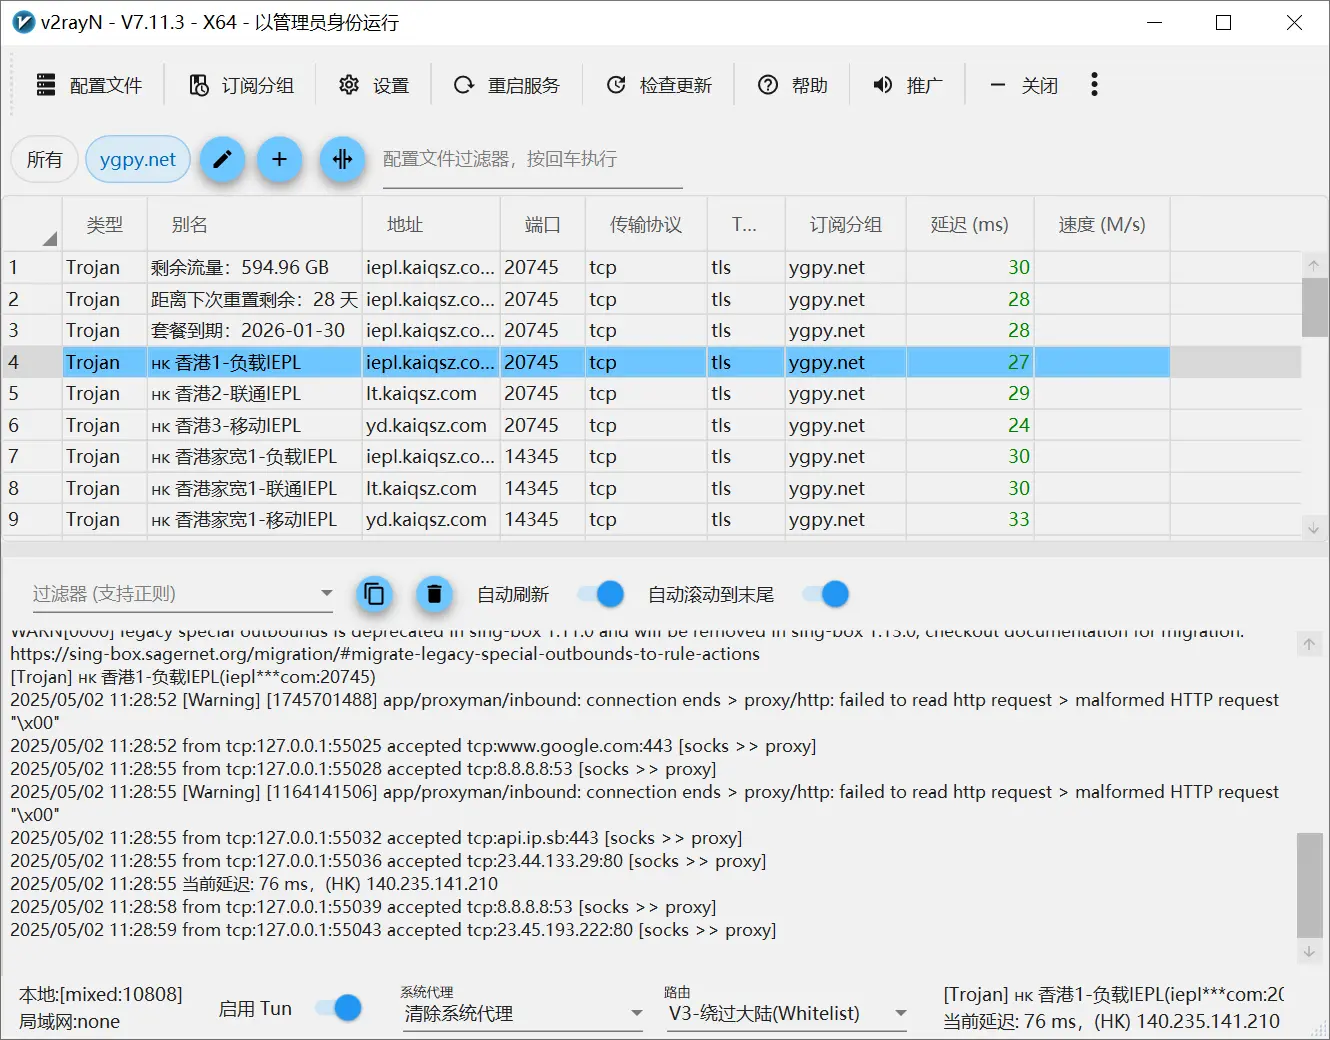 v2rayN - V7.11.3 - X64 - 以管理员身份运行
配置文件 订阅分组 设置 重启服务 检查更新 帮助 推广 关闭
所有 ygpy.net 配置文件过滤器，按回车执行
类型 别名 地址 端口 传输协议 T... 订阅分组 延迟 (ms) 速度 (M/s)
1 Trojan 剩余流量：594.96 GB iepl.kaiqsz.co... 20745 tcp tls ygpy.net 30
2 Trojan 距离下次重置剩余：28 天 iepl.kaiqsz.co... 20745 tcp tls ygpy.net 28
3 Trojan 套餐到期：2026-01-30 iepl.kaiqsz.co... 20745 tcp tls ygpy.net 28
4 Trojan HK 香港1-负载IEPL iepl.kaiqsz.co... 20745 tcp tls ygpy.net 27
5 Trojan HK 香港2-联通IEPL lt.kaiqsz.com 20745 tcp tls ygpy.net 29
6 Trojan HK 香港3-移动IEPL yd.kaiqsz.com 20745 tcp tls ygpy.net 24
7 Trojan HK 香港家宽1-负载IEPL iepl.kaiqsz.co... 14345 tcp tls ygpy.net 30
8 Trojan HK 香港家宽1-联通IEPL lt.kaiqsz.com 14345 tcp tls ygpy.net 30
9 Trojan HK 香港家宽1-移动IEPL yd.kaiqsz.com 14345 tcp tls ygpy.net 33
过滤器 (支持正则) 自动刷新 自动滚动到末尾
WARN[0000] legacy special outbounds is deprecated in sing-box 1.11.0 and will be removed in sing-box 1.13.0, checkout documentation for migration:
https://sing-box.sagernet.org/migration/#migrate-legacy-special-outbounds-to-rule-actions
[Trojan] HK 香港1-负载IEPL(iepl***com:20745)
2025/05/02 11:28:52 [Warning] [1745701488] app/proxyman/inbound: connection ends > proxy/http: failed to read http request > malformed HTTP request
"\x00"
2025/05/02 11:28:52 from tcp:127.0.0.1:55025 accepted tcp:www.google.com:443 [socks >> proxy]
2025/05/02 11:28:55 from tcp:127.0.0.1:55028 accepted tcp:8.8.8.8:53 [socks >> proxy]
2025/05/02 11:28:55 [Warning] [1164141506] app/proxyman/inbound: connection ends > proxy/http: failed to read http request > malformed HTTP request
"\x00"
2025/05/02 11:28:55 from tcp:127.0.0.1:55032 accepted tcp:api.ip.sb:443 [socks >> proxy]
2025/05/02 11:28:55 from tcp:127.0.0.1:55036 accepted tcp:23.44.133.29:80 [socks >> proxy]
2025/05/02 11:28:55 当前延迟: 76 ms，(HK) 140.235.141.210
2025/05/02 11:28:58 from tcp:127.0.0.1:55039 accepted tcp:8.8.8.8:53 [socks >> proxy]
2025/05/02 11:28:59 from tcp:127.0.0.1:55043 accepted tcp:23.45.193.222:80 [socks >> proxy]
本地:[mixed:10808]
局域网:none
启用 Tun
系统代理
清除系统代理
路由
V3-绕过大陆(Whitelist)
[Trojan] HK 香港1-负载IEPL(iepl***com:20
当前延迟: 76 ms，(HK) 140.235.141.210